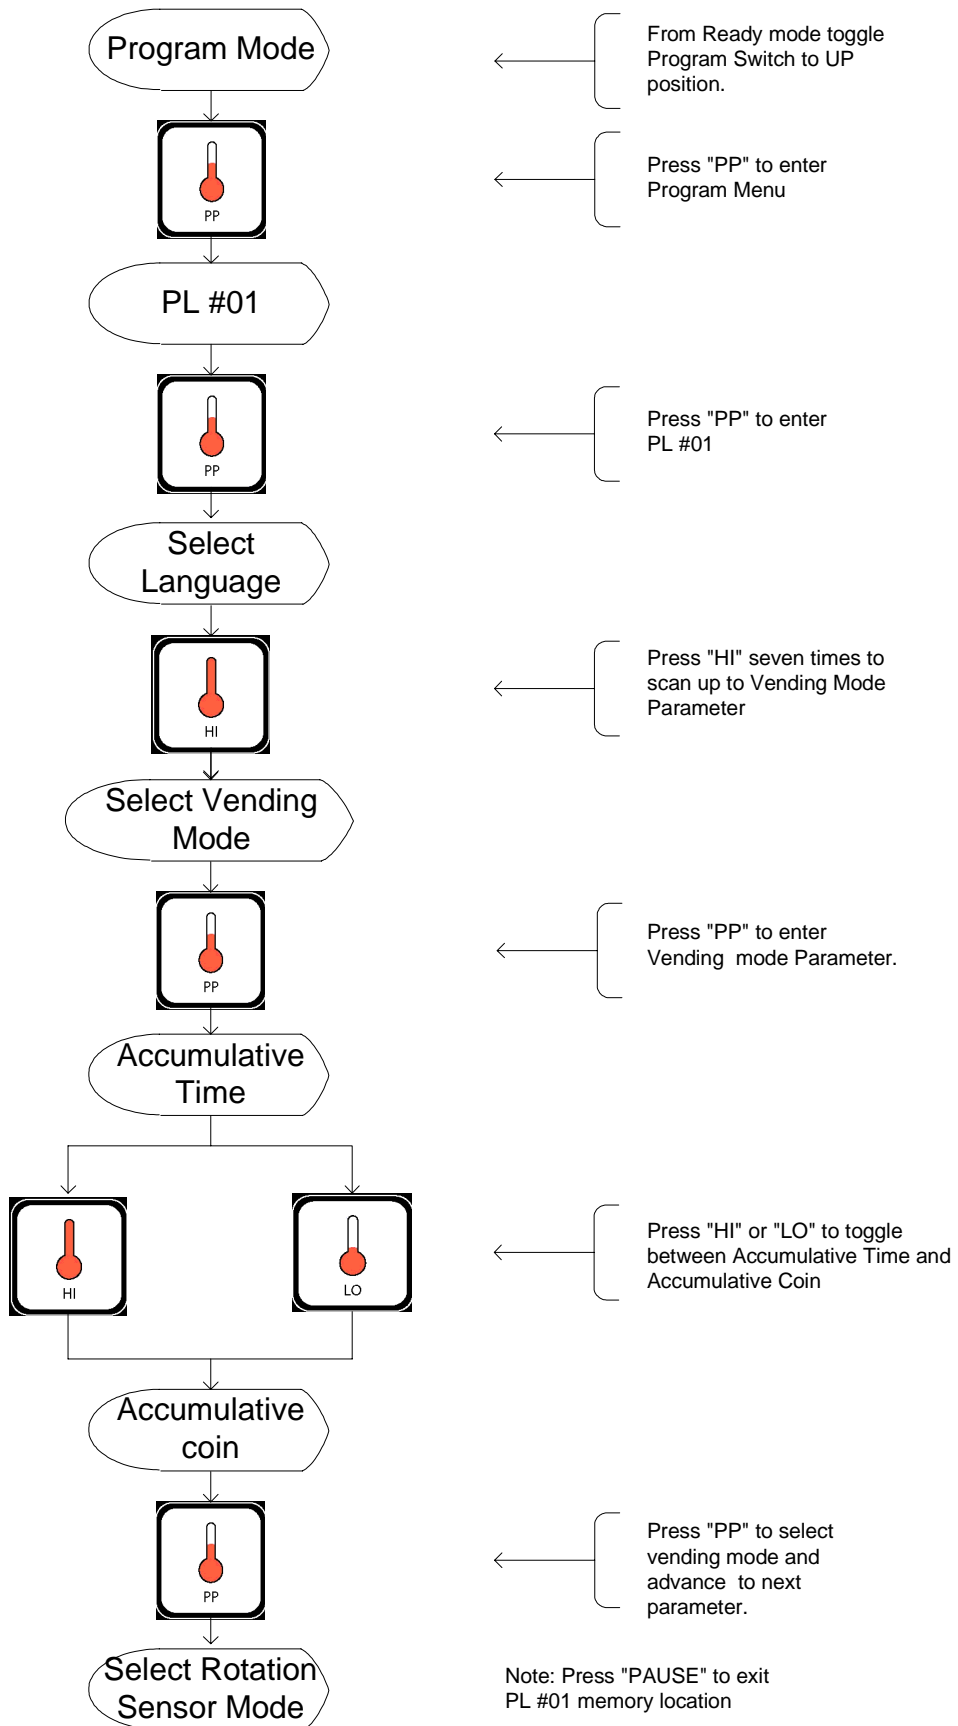 Program Mode
From Ready mode toggle
Program Switch to UP
position.
PP
Press "PP" to enter
Program Menu
PL #01
PP
Press "PP" to enter
PL #01
Select
Language
HI
Press "HI" seven times to
scan up to Vending Mode
Parameter
Select Vending
Mode
PP
Press "PP" to enter
Vending  mode Parameter.
Accumulative
Time
HI
LO
Press "HI" or "LO" to toggle
between Accumulative Time and
Accumulative Coin
Accumulative
coin
PP
Press "PP" to select
vending mode and
advance  to next
parameter.
Select Rotation
Sensor Mode
Note: Press "PAUSE" to exit
PL #01 memory location